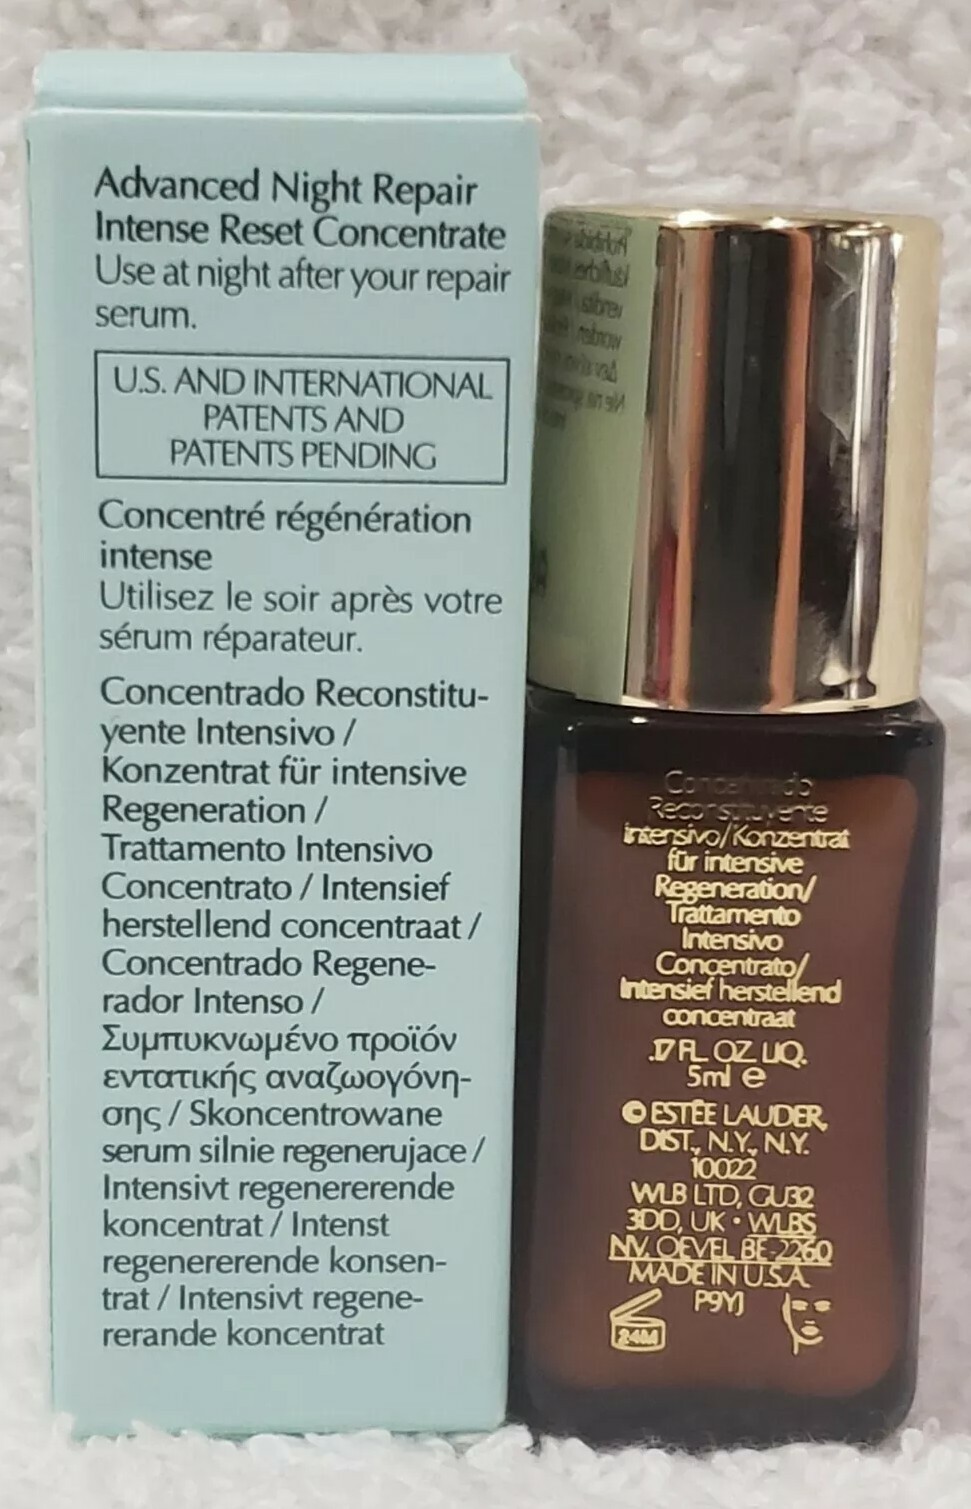 Advanced Night Repair
Intense Reset Concentrate
Use at night after your repair
serum.
U.S. AND INTERNATIONAL
PATENTS AND
PATENTS PENDING
Concentré régénération
intense
Utilisez le soir après votre
sérum réparateur.
Concentrado Reconstitu-
yente Intensivo /
Konzentrat für intensive
Regeneration /
Trattamento Intensivo
Concentrato / Intensief
herstellend concentraat /
Concentrado Regene-
rador Intenso /
Συμπυκνωμένο προϊόν
εντατικής αναζωογόνη-
σης / Skoncentrowane
serum silnie regenerujace /
Intensivt regenererende
koncentrat / Intenst
regenererende konsen-
trat / Intensivt regene-
rerande koncentrat
Concentrado
Reconstituyente
intensivo/Konzentrat
für intensive
Regeneration/
Trattamento
Intensivo
Concentrato/
Intensief herstellend
concentraat
.17 FL. OZ. LIQ.
5ml e
© ESTÉE LAUDER,
DIST., N.Y., N.Y.
10022
WLB LTD, GU32
3DD, UK • WLBS
NV. OEVEL BE-2260
MADE IN U.S.A.
P9YJ
24M